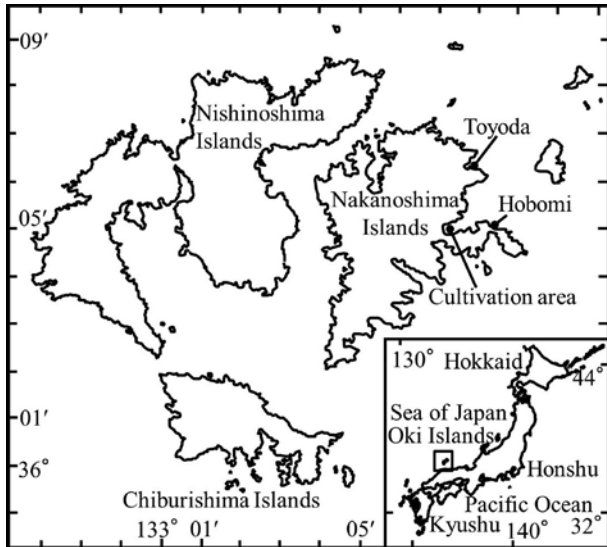 09′
Nishinoshima
Islands
Toyoda
Nakanoshima
Islands
Hobomi
05′
Cultivation area
130°
Hokkaid
44°
01′
Sea of Japan
Oki Islands
36°
Honshu
Chiburishima Islands
Pacific Ocean
Kyushu
133° 01′
05′
140°
32°